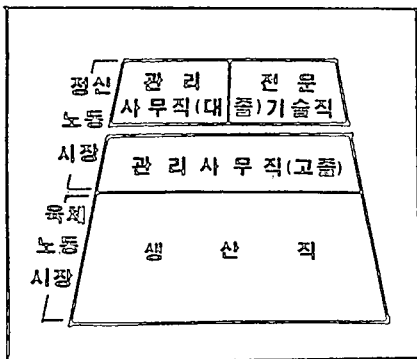 정신
노동
시장
관 리
사무직(대졸)
전 문
기술직
관 리 사 무 직(고졸)
육체
노동
시장
생 산 직